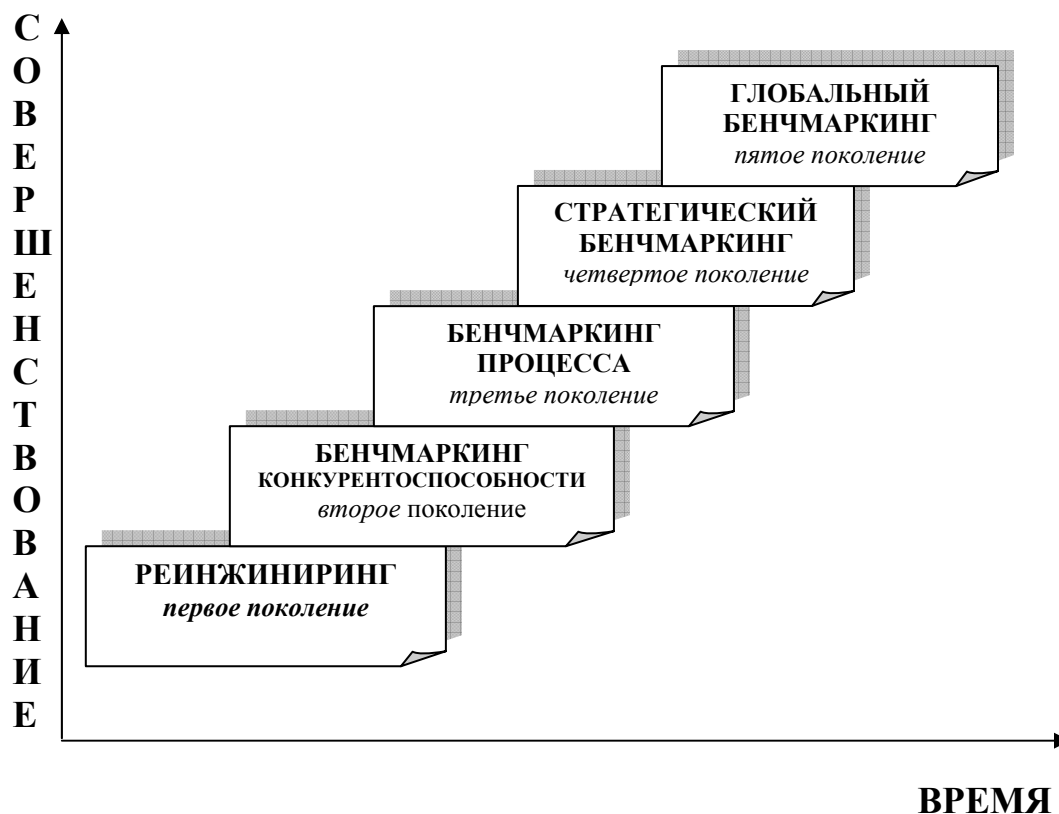 СОВЕРШЕНСТВОВАНИЕ
ГЛОБАЛЬНЫЙ
БЕНЧМАРКИНГ
пятое поколение
СТРАТЕГИЧЕСКИЙ
БЕНЧМАРКИНГ
четвертое поколение
БЕНЧМАРКИНГ
ПРОЦЕССА
третье поколение
БЕНЧМАРКИНГ
КОНКУРЕНТОСПОСОБНОСТИ
второе поколение
РЕИНЖИНИРИНГ
первое поколение
ВРЕМЯ